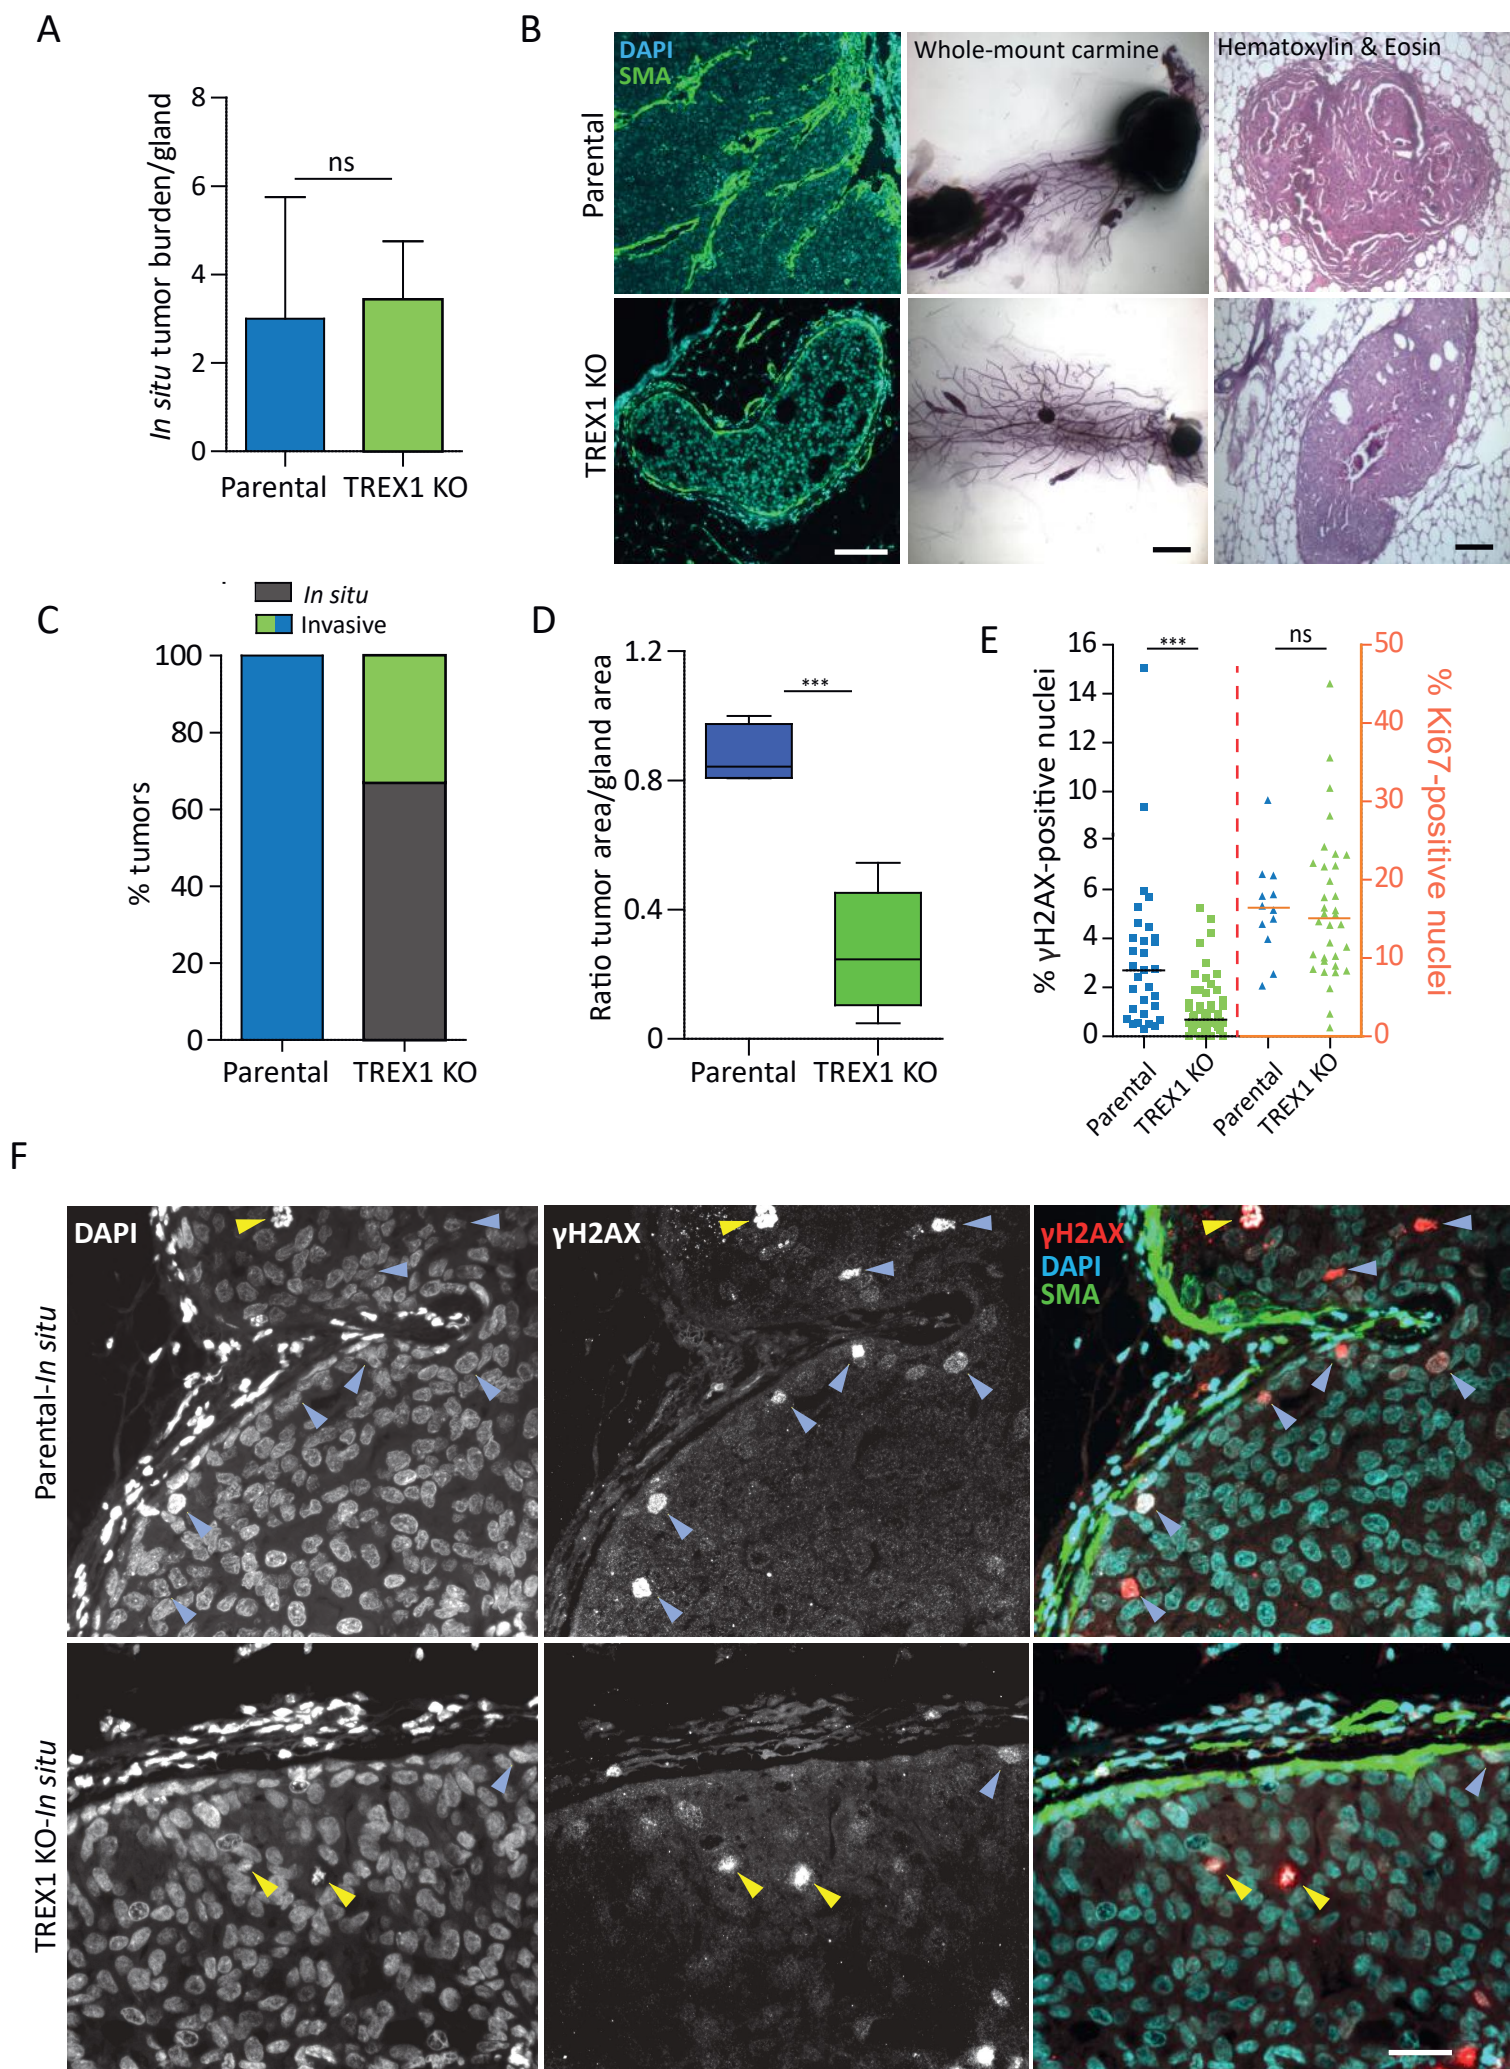 A
In situ tumor burden/gland
8
6
4
2
0
ns
Parental TREX1 KO
B
DAPI
SMA
Whole-mount carmine
Hematoxylin & Eosin
Parental
TREX1 KO
C
In situ
Invasive
% tumors
100
80
60
40
20
0
Parental TREX1 KO
D
Ratio tumor area/gland area
1.2
0.8
0.4
0
***
Parental TREX1 KO
E
% γH2AX-positive nuclei
16
14
12
10
8
6
4
2
0
***
ns
50
40
30
20
10
0
% Ki67-positive nuclei
Parental
TREX1 KO
Parental
TREX1 KO
F
Parental-In situ
DAPI
γH2AX
γH2AX
DAPI
SMA
TREX1 KO-In situ